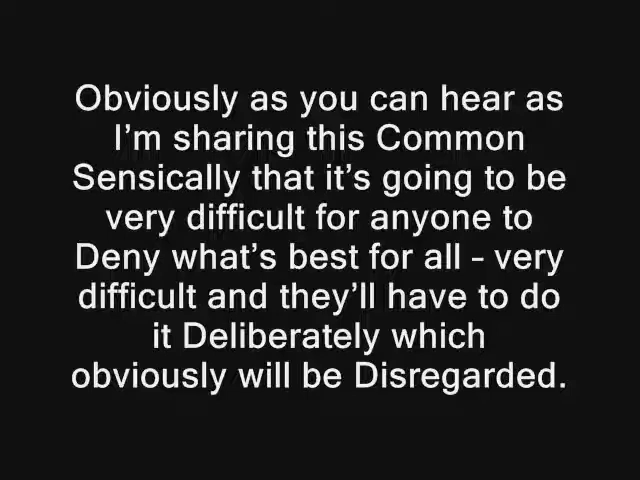 Obviously as you can hear as
I’m sharing this Common
Sensically that it’s going to be
very difficult for anyone to
Deny what’s best for all – very
difficult and they’ll have to do
it Deliberately which
obviously will be Disregarded.